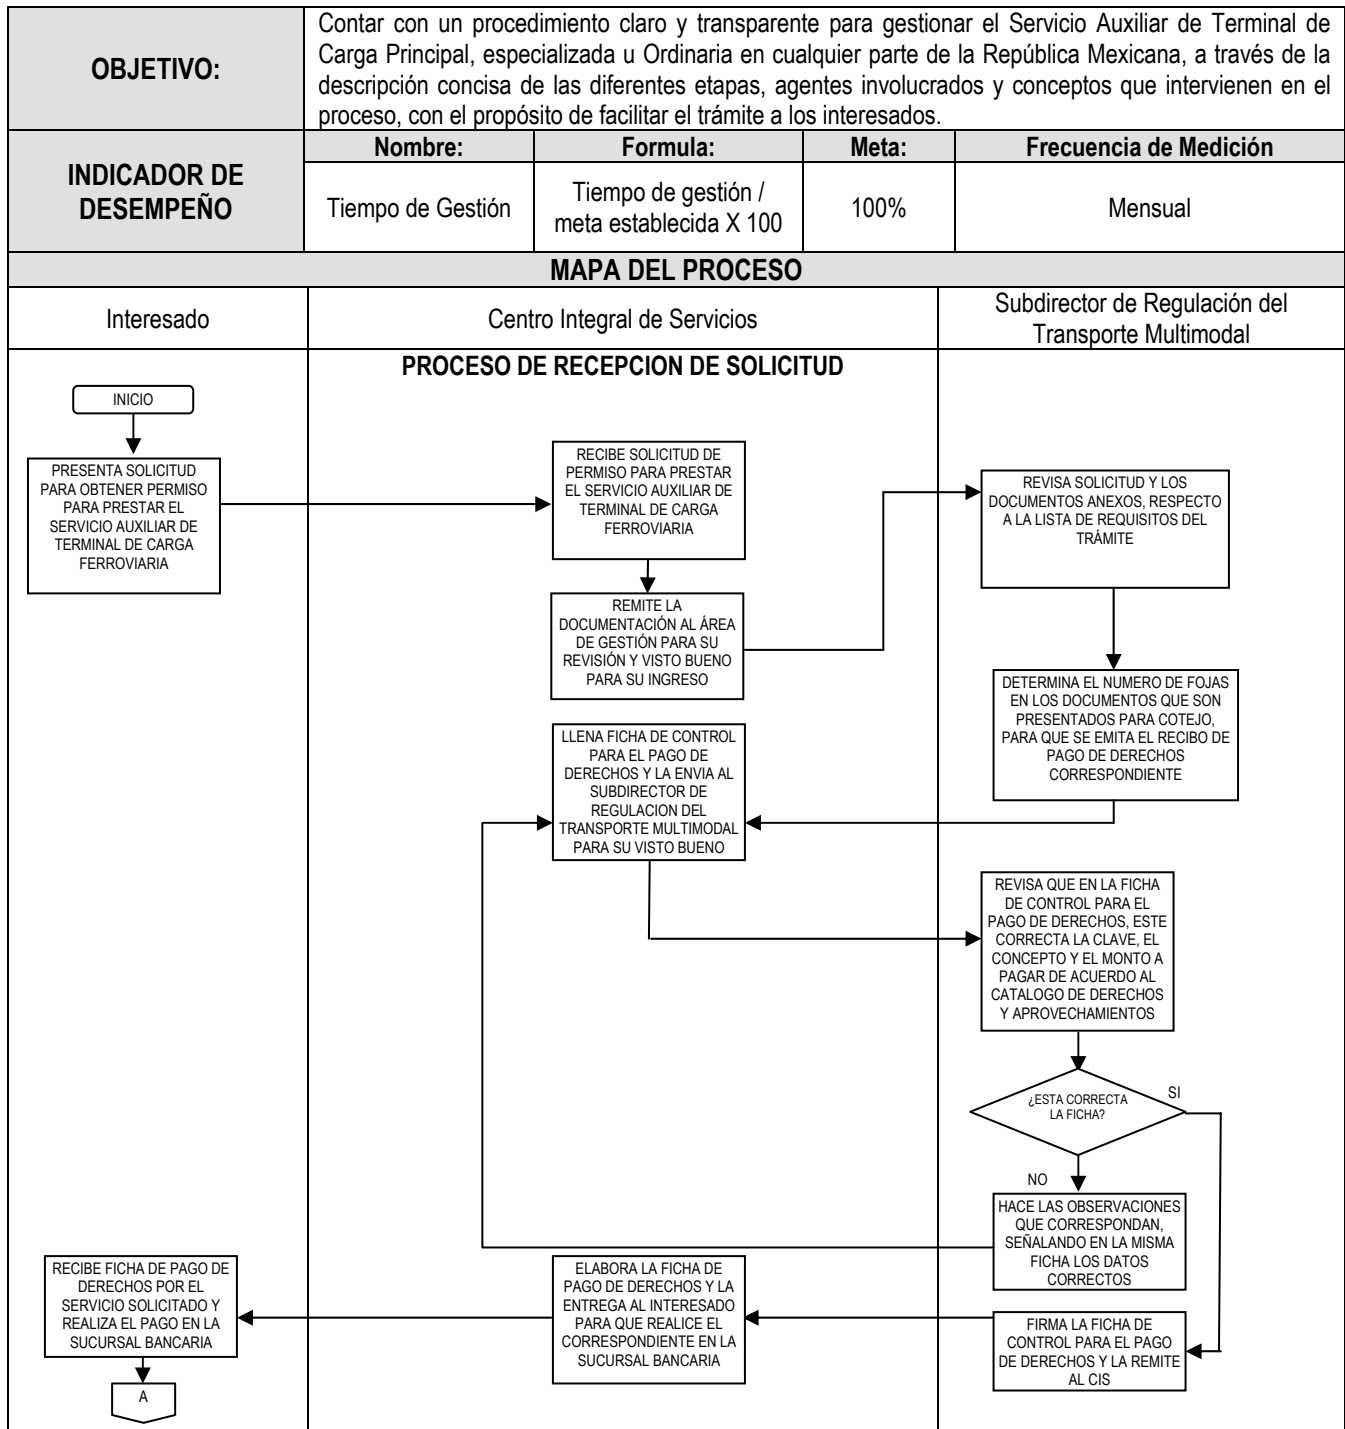 OBJETIVO:
Contar con un procedimiento claro y transparente para gestionar el Servicio Auxiliar de Terminal de
Carga Principal, especializada u Ordinaria en cualquier parte de la República Mexicana, a través de la
descripción concisa de las diferentes etapas, agentes involucrados y conceptos que intervienen en el
proceso, con el propósito de facilitar el trámite a los interesados.
INDICADOR DE
DESEMPEÑO
Nombre:
Formula:
Meta:
Frecuencia de Medición
Tiempo de Gestión
Tiempo de gestión /
meta establecida X 100
100%
Mensual
MAPA DEL PROCESO
Interesado
Centro Integral de Servicios
Subdirector de Regulación del
Transporte Multimodal
PROCESO DE RECEPCION DE SOLICITUD
INICIO
PRESENTA SOLICITUD
PARA OBTENER PERMISO
PARA PRESTAR EL
SERVICIO AUXILIAR DE
TERMINAL DE CARGA
FERROVIARIA
RECIBE SOLICITUD DE
PERMISO PARA PRESTAR
EL SERVICIO AUXILIAR DE
TERMINAL DE CARGA
FERROVIARIA
REMITE LA
DOCUMENTACIÓN AL ÁREA
DE GESTIÓN PARA SU
REVISIÓN Y VISTO BUENO
PARA SU INGRESO
REVISA SOLICITUD Y LOS
DOCUMENTOS ANEXOS, RESPECTO
A LA LISTA DE REQUISITOS DEL
TRÁMITE
DETERMINA EL NUMERO DE FOJAS
EN LOS DOCUMENTOS QUE SON
PRESENTADOS PARA COTEJO,
PARA QUE SE EMITA EL RECIBO DE
PAGO DE DERECHOS
CORRESPONDIENTE
LLENA FICHA DE CONTROL
PARA EL PAGO DE
DERECHOS Y LA ENVIA AL
SUBDIRECTOR DE
REGULACION DEL
TRANSPORTE MULTIMODAL
PARA SU VISTO BUENO
REVISA QUE EN LA FICHA
DE CONTROL PARA EL
PAGO DE DERECHOS, ESTE
CORRECTA LA CLAVE, EL
CONCEPTO Y EL MONTO A
PAGAR DE ACUERDO AL
CATALOGO DE DERECHOS
Y APROVECHAMIENTOS
¿ESTA CORRECTA
LA FICHA?
SI
NO
HACE LAS OBSERVACIONES
QUE CORRESPONDAN,
SEÑALANDO EN LA MISMA
FICHA LOS DATOS
CORRECTOS
FIRMA LA FICHA DE
CONTROL PARA EL PAGO
DE DERECHOS Y LA REMITE
AL CIS
ELABORA LA FICHA DE
PAGO DE DERECHOS Y LA
ENTREGA AL INTERESADO
PARA QUE REALICE EL
CORRESPONDIENTE EN LA
SUCURSAL BANCARIA
RECIBE FICHA DE PAGO DE
DERECHOS POR EL
SERVICIO SOLICITADO Y
REALIZA EL PAGO EN LA
SUCURSAL BANCARIA
A